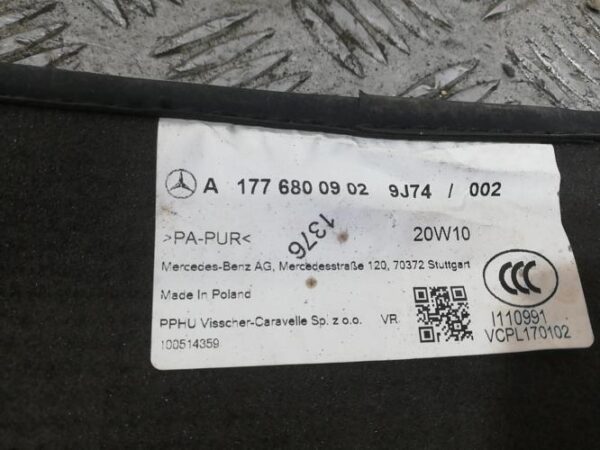 A 177 680 09 02 9J74 / 002
1376
>PA-PUR< 20W10
Mercedes-Benz AG, Mercedesstraße 120, 70372 Stuttgart
Made In Poland
CCC
PPHU Visscher-Caravelle Sp. z o.o. VR I110991
100514359 VCPL170102